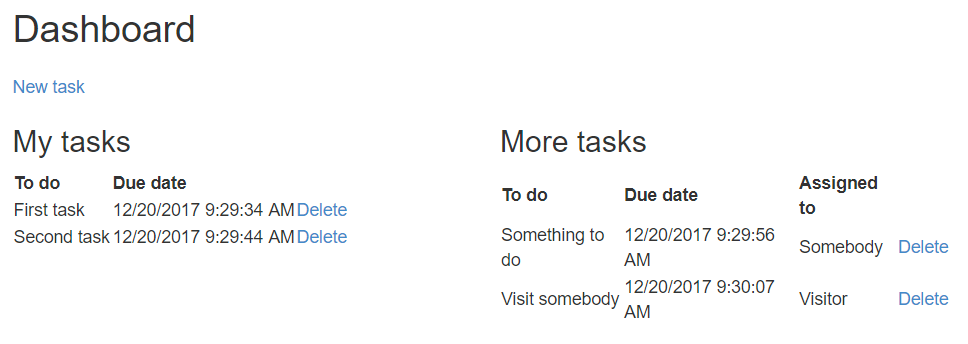 Dashboard
New task
My tasks
To do Due date
First task 12/20/2017 9:29:34 AM Delete
Second task 12/20/2017 9:29:44 AM Delete
More tasks
To do Due date Assigned to
Something to do 12/20/2017 9:29:56 AM Somebody Delete
Visit somebody 12/20/2017 9:30:07 AM Visitor Delete